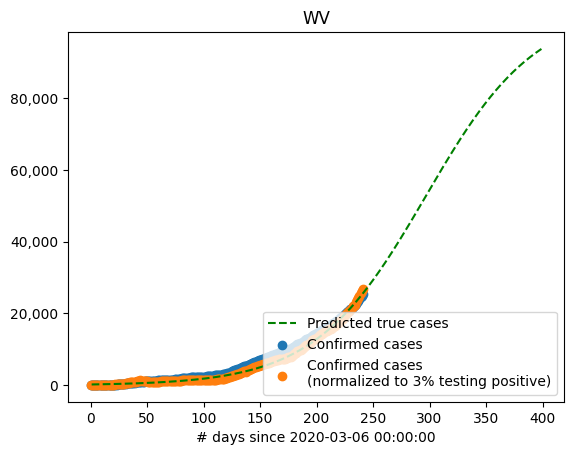 WV
80,000
60,000
40,000
20,000
0
Predicted true cases
Confirmed cases
Confirmed cases
(normalized to 3% testing positive)
0 50 100 150 200 250 300 350 400
# days since 2020-03-06 00:00:00